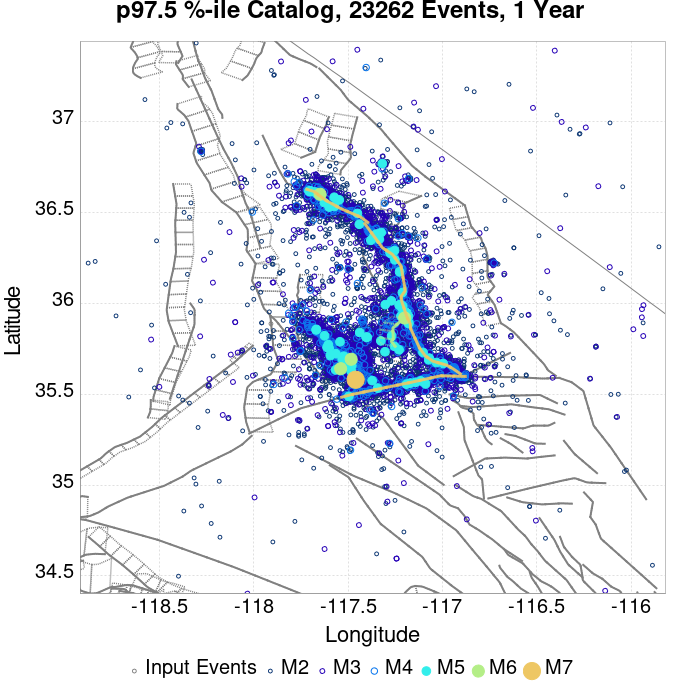 p97.5 %-ile Catalog, 23262 Events, 1 Year
Latitude
37
36.5
36
35.5
35
34.5
-118.5 -118 -117.5 -117 -116.5 -116
Longitude
Input Events M2 M3 M4 M5 M6 M7